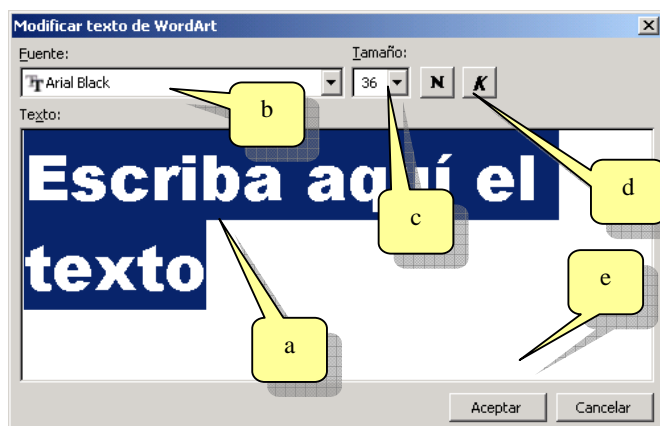 Modificar texto de WordArt
Fuente:
Tamaño:
Arial Black
36
N
K
Texto:
b
d
c
Escriba aquí el
texto
e
a
Aceptar
Cancelar